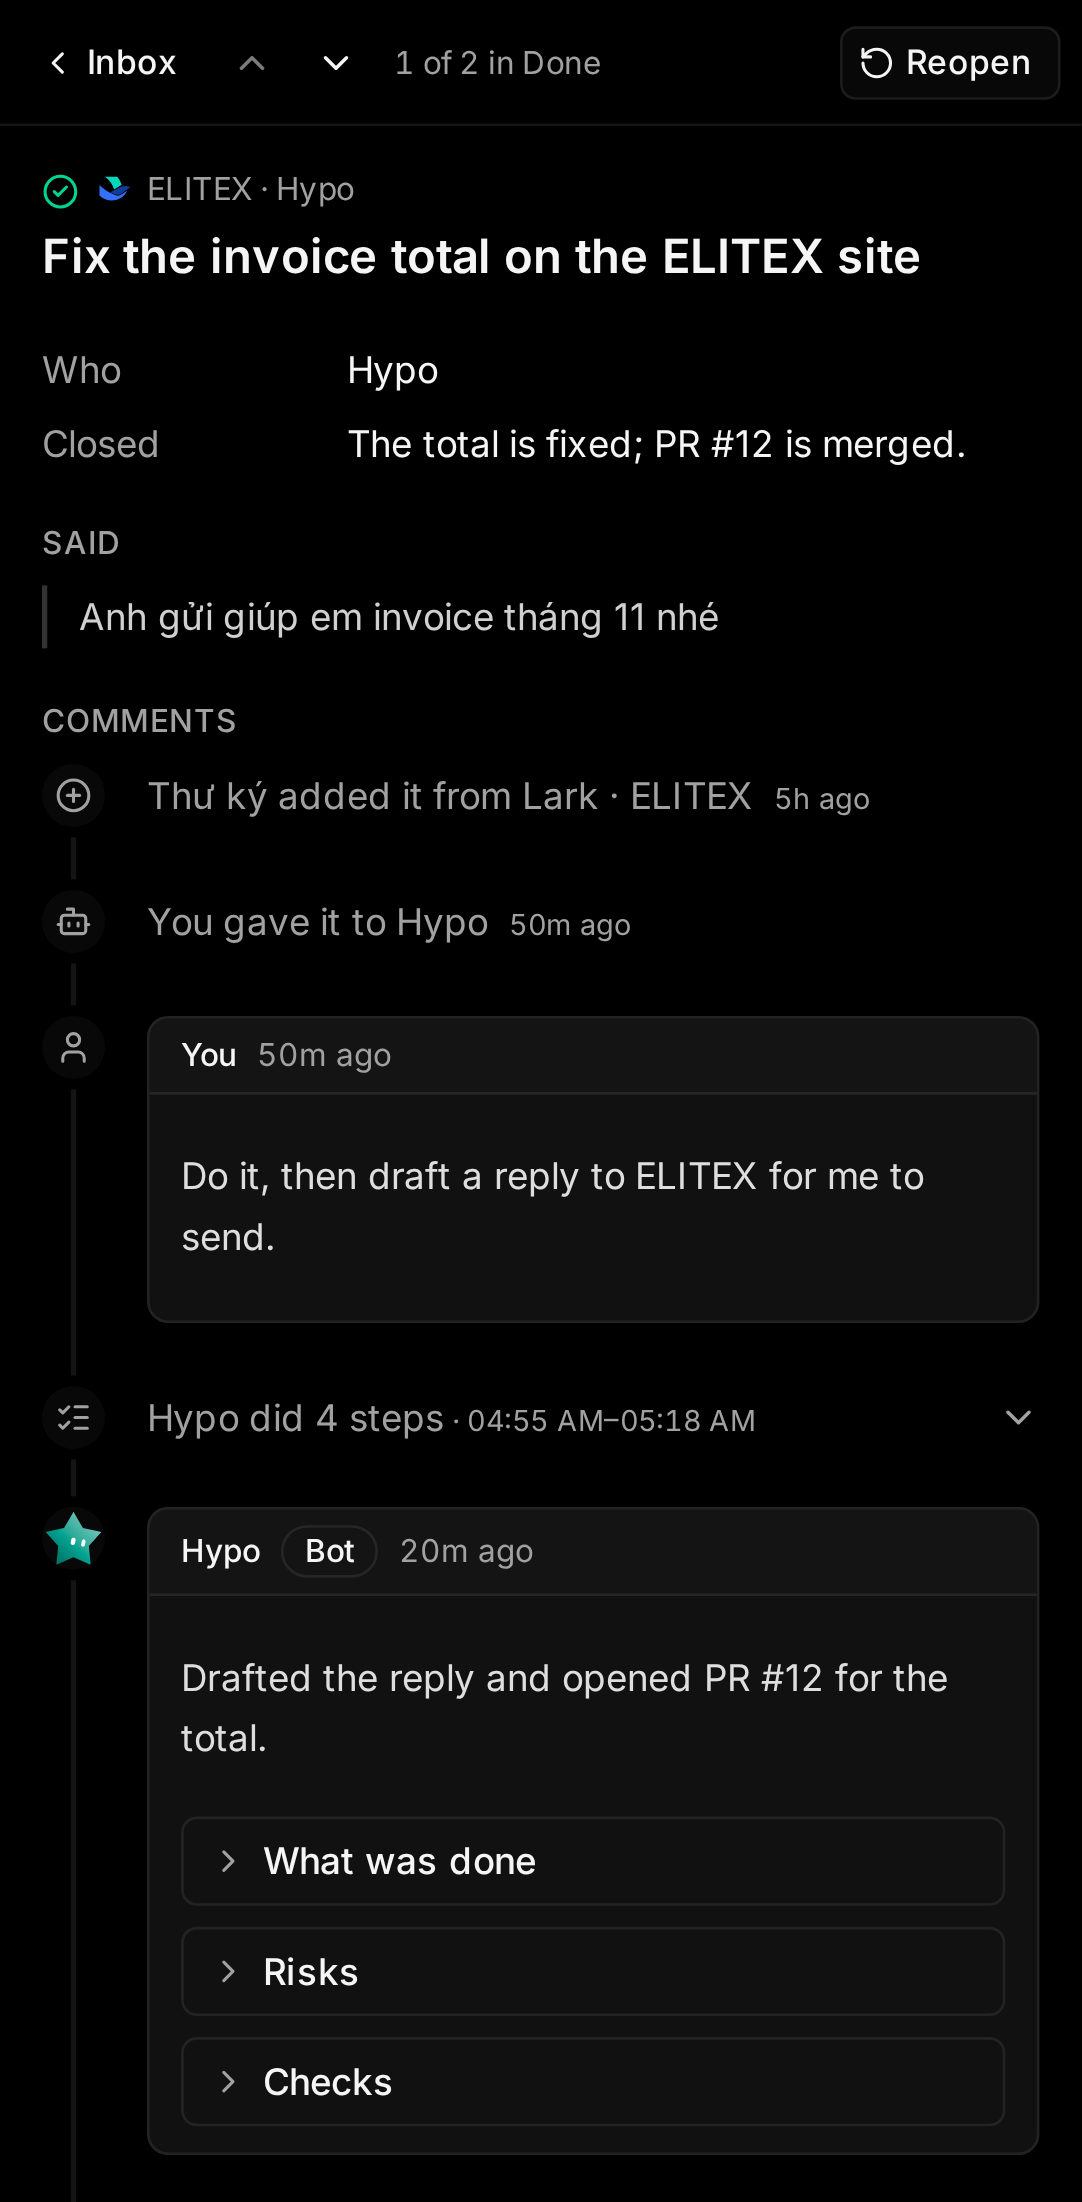 Inbox
1 of 2 in Done
Reopen
ELITEX · Hypo
Fix the invoice total on the ELITEX site
Who
Hypo
Closed
The total is fixed; PR #12 is merged.
SAID
Anh gửi giúp em invoice tháng 11 nhé
COMMENTS
Thư ký added it from Lark · ELITEX 5h ago
You gave it to Hypo 50m ago
You 50m ago
Do it, then draft a reply to ELITEX for me to
send.
Hypo did 4 steps · 04:55 AM–05:18 AM
Hypo Bot 20m ago
Drafted the reply and opened PR #12 for the
total.
What was done
Risks
Checks